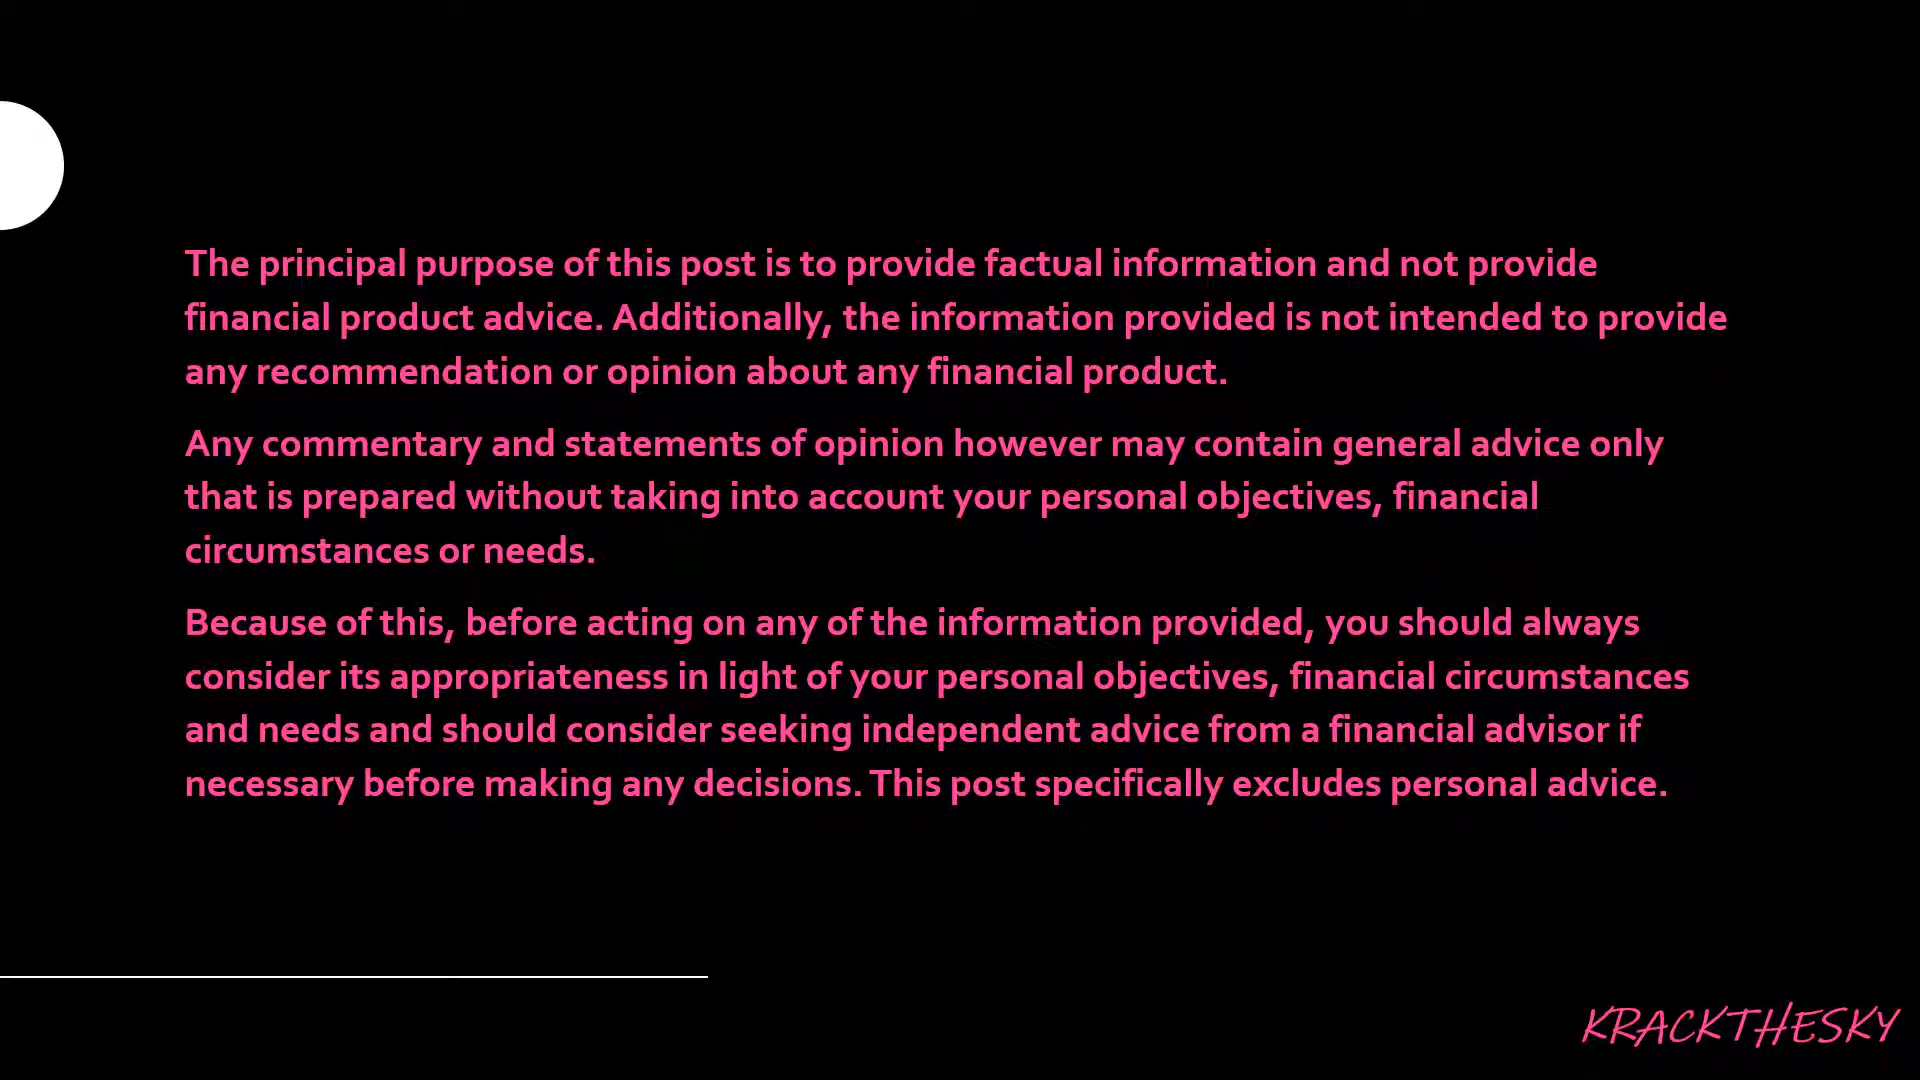 The principal purpose of this post is to provide factual information and not provide
financial product advice. Additionally, the information provided is not intended to provide
any recommendation or opinion about any financial product.
Any commentary and statements of opinion however may contain general advice only
that is prepared without taking into account your personal objectives, financial
circumstances or needs.
Because of this, before acting on any of the information provided, you should always
consider its appropriateness in light of your personal objectives, financial circumstances
and needs and should consider seeking independent advice from a financial advisor if
necessary before making any decisions. This post specifically excludes personal advice.
KRACKTHESKY